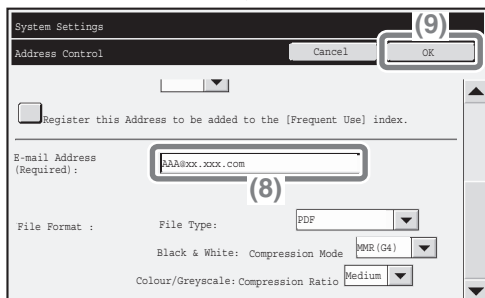 System Settings
(9)
Address Control
Cancel
OK
Register this Address to be added to the [Frequent Use] index.
E-mail Address
(Required):
AAA@xx.xxx.com
(8)
File Format :
File Type:
PDF
Black & White: Compression Mode
MMR(G4)
Colour/Greyscale: Compression Ratio
Medium